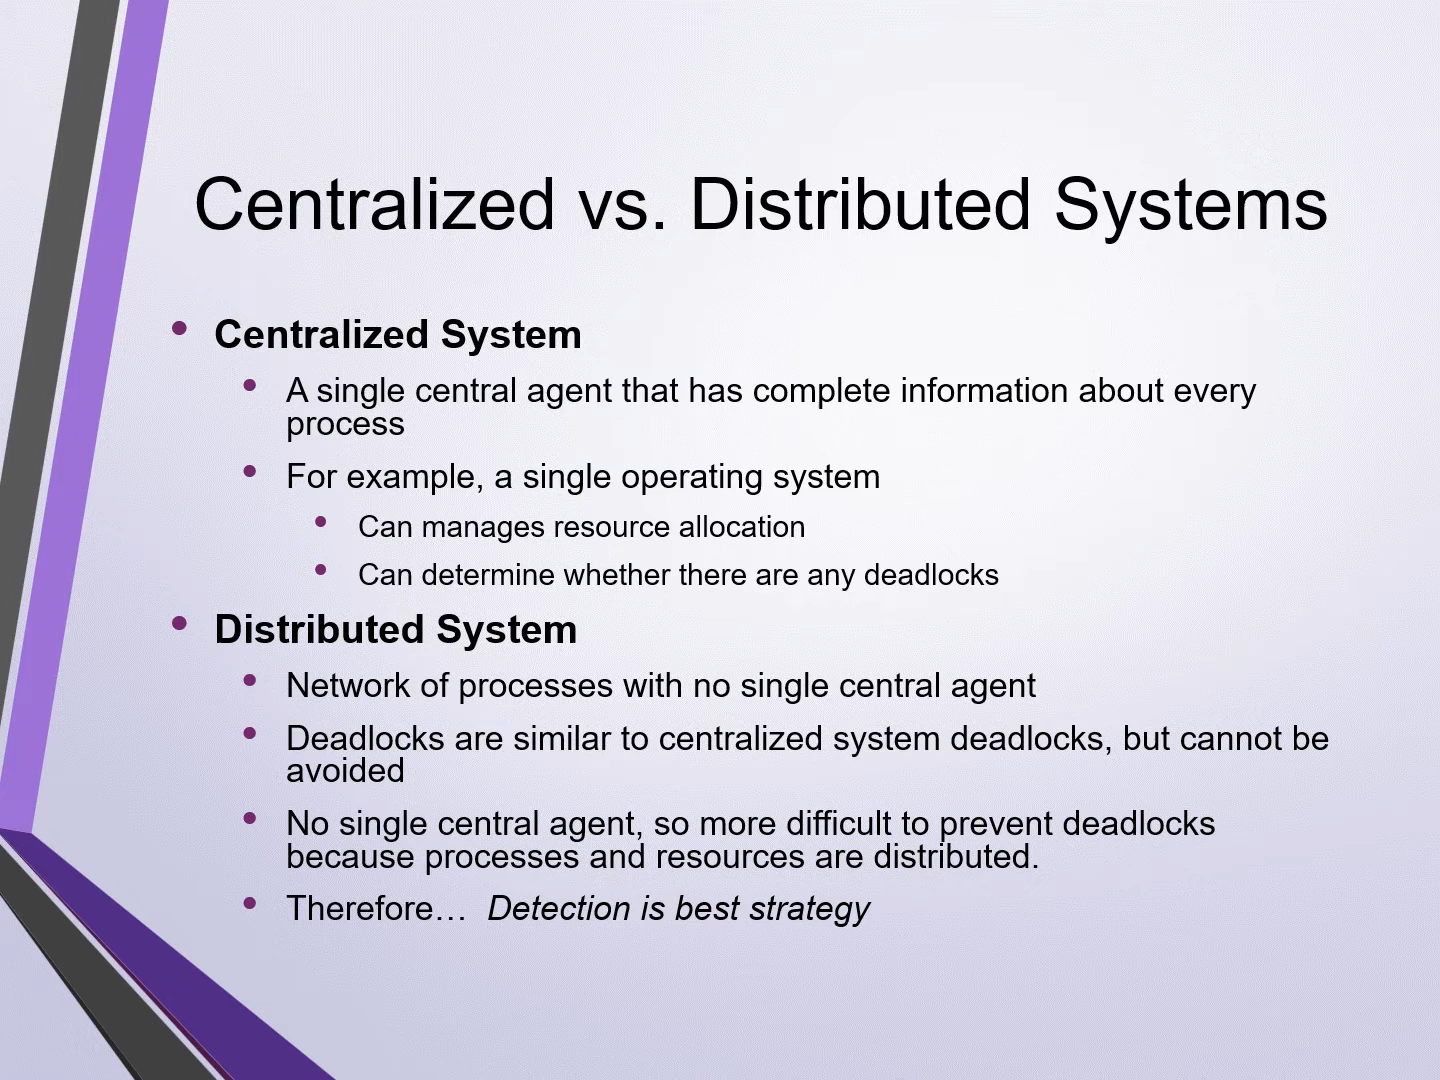 Centralized vs. Distributed Systems
• Centralized System
• A single central agent that has complete information about every
process
• For example, a single operating system
• Can manages resource allocation
• Can determine whether there are any deadlocks
• Distributed System
• Network of processes with no single central agent
• Deadlocks are similar to centralized system deadlocks, but cannot be
avoided
• No single central agent, so more difficult to prevent deadlocks
because processes and resources are distributed.
• Therefore… Detection is best strategy